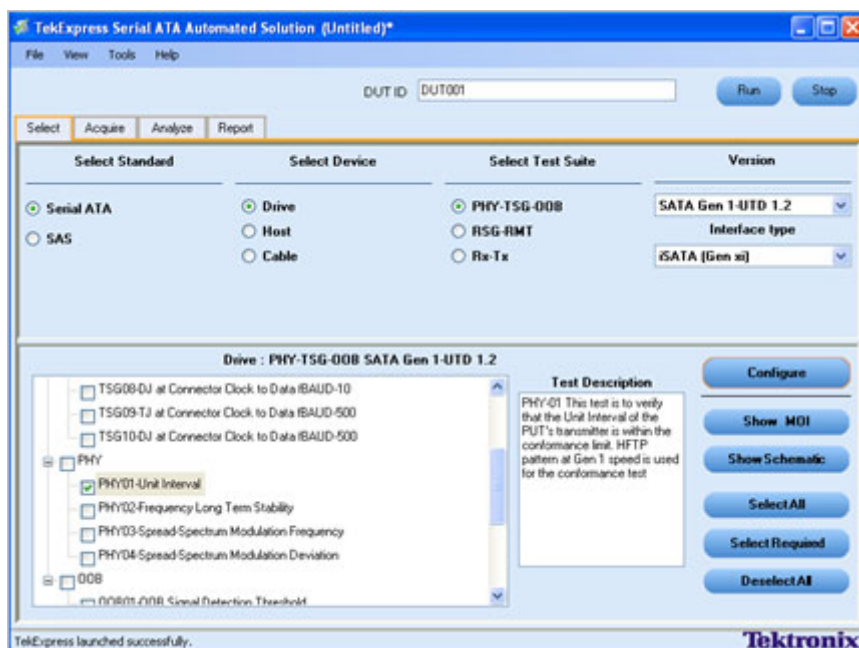 TekExpress Serial ATA Automated Solution (Untitled)*
File View Tools Help
DUT ID DUT001 Run Stop
Select Acquire Analyze Report
Select Standard Select Device Select Test Suite Version
Serial ATA Drive PHY-TSG-OOB SATA Gen 1-UTD 1.2
SAS Host RSG-RMT Interface type
Cable Rx-Tx iSATA (Gen xi)
Drive : PHY-TSG-OOB SATA Gen 1-UTD 1.2
TSG08-DJ at Connector Clock to Data fBAUD-10
TSG09-TJ at Connector Clock to Data fBAUD-500
TSG10-DJ at Connector Clock to Data fBAUD-500
PHY
PHY01-Unit Interval
PHY02-Frequency Long Term Stability
PHY03-Spread-Spectrum Modulation Frequency
PHY04-Spread-Spectrum Modulation Deviation
OOB
OOB01-OOB Signal Detection Threshold
Test Description
PHY-01 This test is to verify
that the Unit Interval of the
PUT's transmitter is within the
conformance limit. HFTP
pattern at Gen 1 speed is used
for the conformance test
Configure
Show MOI
Show Schematic
Select All
Select Required
Deselect All
TekExpress launched successfully.
Tektronix